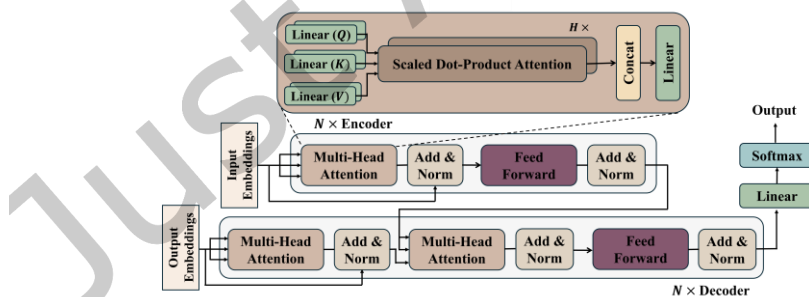 Just
H ×
Linear (Q)
Linear (K)
Linear (V)
Scaled Dot-Product Attention
Concat
Linear
N × Encoder
Input
Embeddings
Multi-Head
Attention
Add &
Norm
Feed
Forward
Add &
Norm
Output
Softmax
Linear
Output
Embeddings
Multi-Head
Attention
Add &
Norm
Multi-Head
Attention
Add &
Norm
Feed
Forward
Add &
Norm
N × Decoder